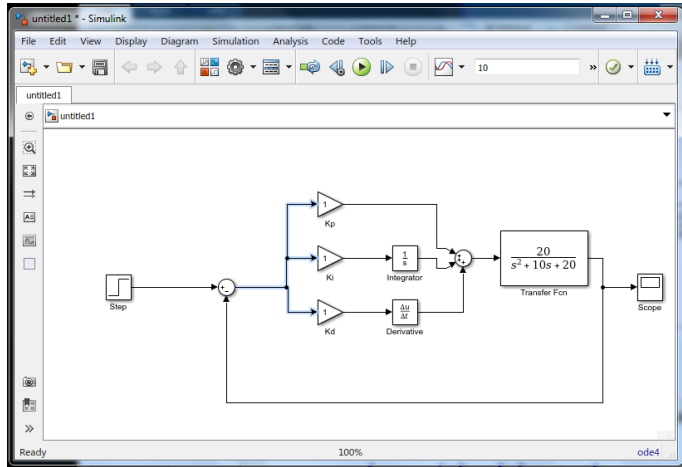 untitled1 * - Simulink
File Edit View Display Diagram Simulation Analysis Code Tools Help
10 »
untitled1
untitled1
A
1
Kp
1
Ki
1
s
Integrator
1
Kd
Δu
Δt
Derivative
Step
+
-
+
+
+
20
s² + 10s + 20
Transfer Fcn
Scope
»
Ready 100% ode4